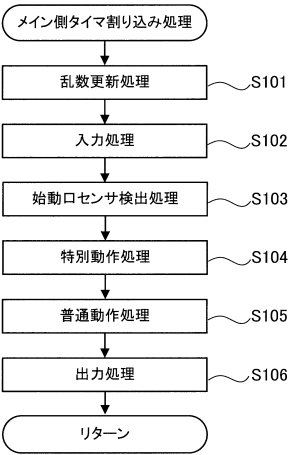 メイン側タイマ割り込み処理
乱数更新処理 S101
入力処理 S102
始動口センサ検出処理 S103
特別動作処理 S104
普通動作処理 S105
出力処理 S106
リターン